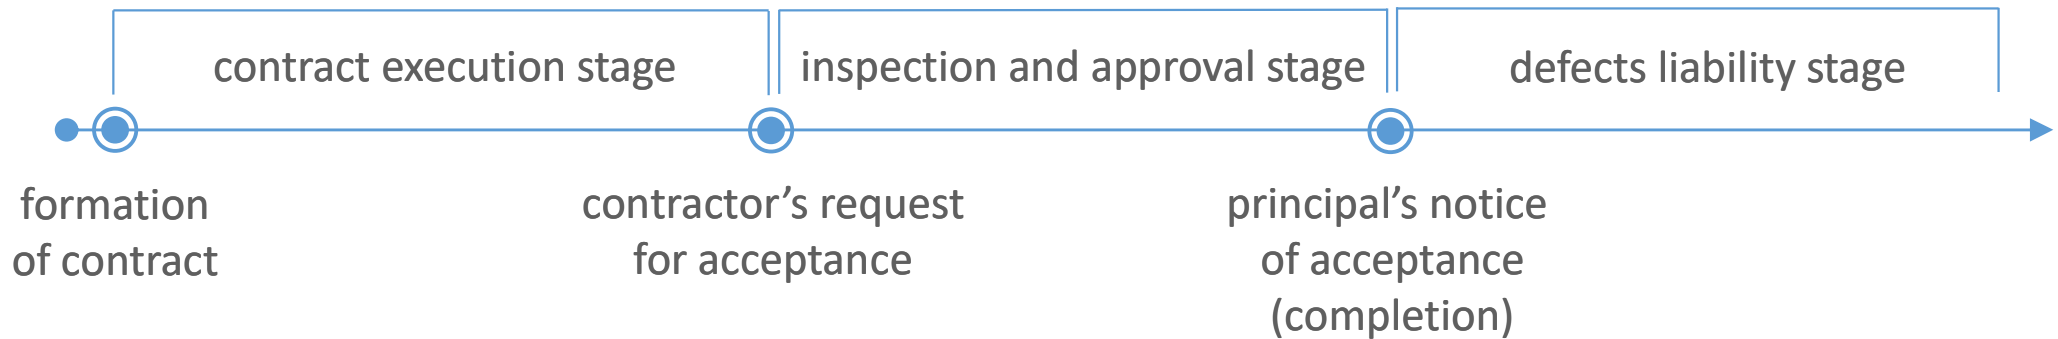 contract execution stage
inspection and approval stage
defects liability stage
formation
of contract
contractor’s request
for acceptance
principal’s notice
of acceptance
(completion)